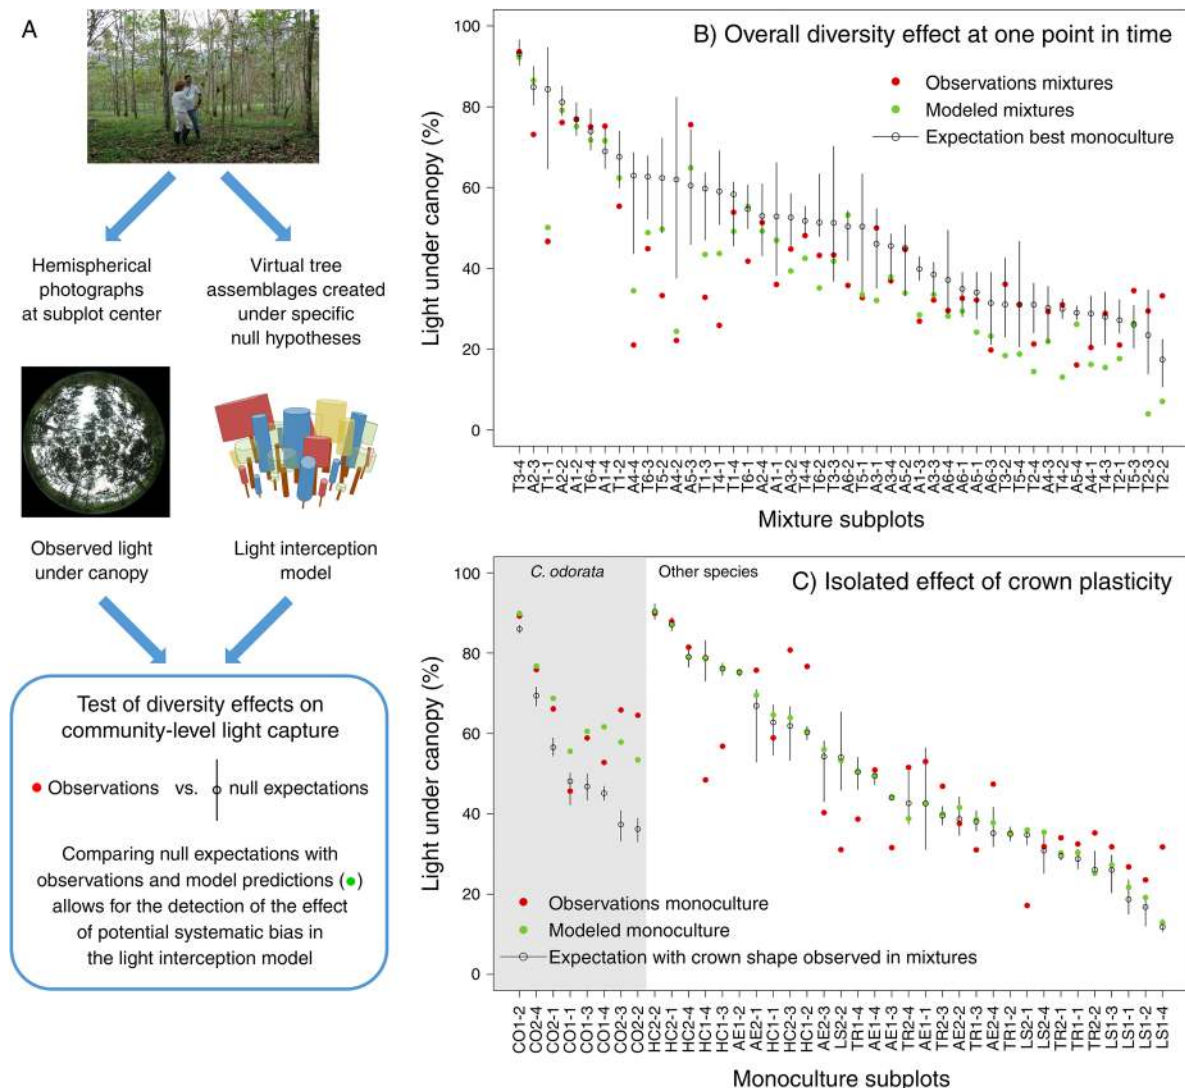 A
Hemispherical
photographs
at subplot center
Virtual tree
assemblages created
under specific
null hypotheses
Observed light
under canopy
Light interception
model
Test of diversity effects on
community-level light capture
Observations vs. null expectations
Comparing null expectations with
observations and model predictions (●)
allows for the detection of the effect
of potential systematic bias in
the light interception model
B) Overall diversity effect at one point in time
Observations mixtures
Modeled mixtures
Expectation best monoculture
Light under canopy (%)
100
80
60
40
20
0
T3-4
A2-3
T1-1
A2-2
A1-2
T6-4
A1-4
T1-2
A4-4
T6-3
T5-2
A4-2
A5-3
T1-3
T4-1
T1-4
T6-1
A2-4
A1-1
A3-2
T4-4
T6-2
T3-3
A6-2
T5-1
A3-1
A3-4
A5-2
A1-3
A3-3
A6-4
A6-1
A5-1
A6-3
T3-2
T5-4
T2-4
A4-3
T4-2
A5-4
A4-1
T4-3
T2-1
T5-3
T2-3
T2-2
Mixture subplots
C) Isolated effect of crown plasticity
C. odorata
Other species
Observations monoculture
Modeled monoculture
Expectation with crown shape observed in mixtures
Light under canopy (%)
100
80
60
40
20
0
CO1-2
CO2-4
CO2-1
CO1-1
CO1-3
CO1-4
CO2-3
CO2-2
HC2-2
HC2-1
HC2-4
HC1-4
HC1-3
AE1-2
AE2-1
HC1-1
HC2-3
HC1-2
AE2-3
LS2-2
TR1-4
AE1-4
AE1-3
TR2-4
AE1-1
TR2-3
AE2-2
TR1-3
AE2-4
TR1-2
LS2-1
LS2-4
TR2-1
TR1-1
TR2-2
LS1-3
LS1-1
LS1-2
LS1-4
Monoculture subplots